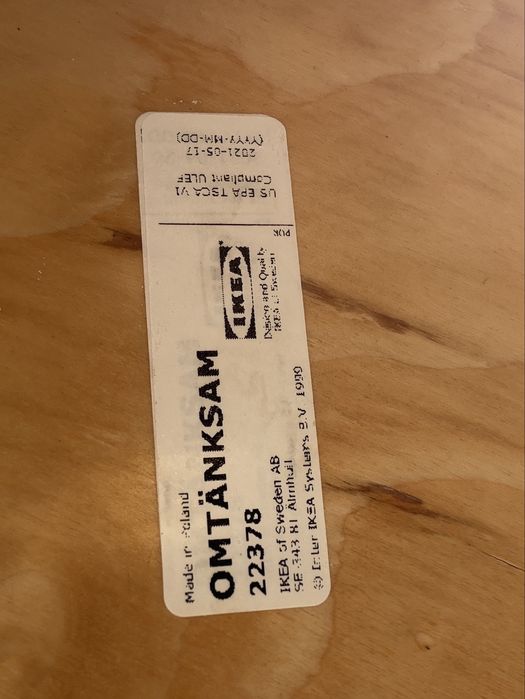 Made in Poland
OMTÄNKSAM
22378
IKEA of Sweden AB
SE-343 81 Älmhult
© Inter IKEA Systems B.V. 1999
IKEA
Design and Quality
IKEA of Sweden
US EPA TSCA VI
Compliant ULEF
2021-05-17
(YYYY-MM-DD)